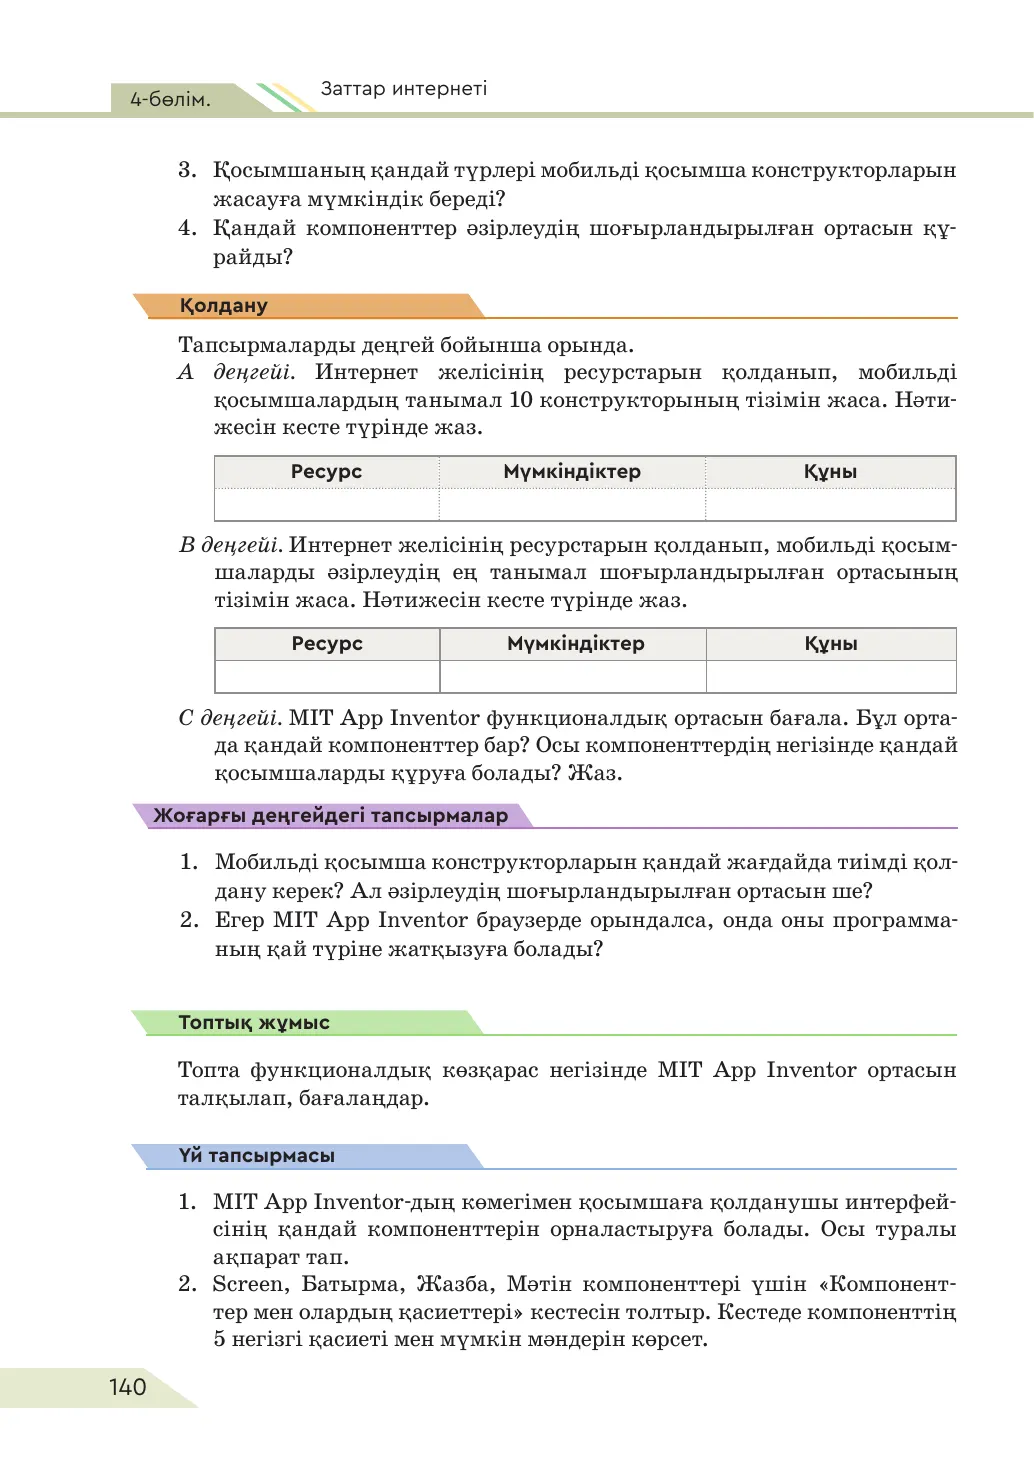 4-бөлім.
Заттар интернеті
3. Қосымшаның қандай түрлері мобильді қосымша конструкторларын
жасауға мүмкіндік береді?
4. Қандай компоненттер әзірлеудің шоғырландырылған ортасын құ-
райды?
Қолдану
Тапсырмаларды деңгей бойынша орында.
А деңгейі. Интернет желісінің ресурстарын қолданып, мобильді
қосымшалардың танымал 10 конструкторының тізімін жаса. Нәти-
жесін кесте түрінде жаз.
Ресурс Мүмкіндіктер Құны
В деңгейі. Интернет желісінің ресурстарын қолданып, мобильді қосым-
шаларды әзірлеудің ең танымал шоғырландырылған ортасының
тізімін жаса. Нәтижесін кесте түрінде жаз.
Ресурс Мүмкіндіктер Құны
С деңгейі. MIT App Inventor функционалдық ортасын бағала. Бұл орта-
да қандай компоненттер бар? Осы компоненттердің негізінде қандай
қосымшаларды құруға болады? Жаз.
Жоғарғы деңгейдегі тапсырмалар
1. Мобильді қосымша конструкторларын қандай жағдайда тиімді қол-
дану керек? Ал әзірлеудің шоғырландырылған ортасын ше?
2. Егер MIT App Inventor браузерде орындалса, онда оны программа-
ның қай түріне жатқызуға болады?
Топтық жұмыс
Топта функционалдық көзқарас негізінде MIT App Inventor ортасын
талқылап, бағалаңдар.
Үй тапсырмасы
1. MIT App Inventor-дың көмегімен қосымшаға қолданушы интерфей-
сінің қандай компоненттерін орналастыруға болады. Осы туралы
ақпарат тап.
2. Screen, Батырма, Жазба, Мәтін компоненттері үшін «Компонент-
тер мен олардың қасиеттері» кестесін толтыр. Кестеде компоненттің
5 негізгі қасиеті мен мүмкін мәндерін көрсет.
140